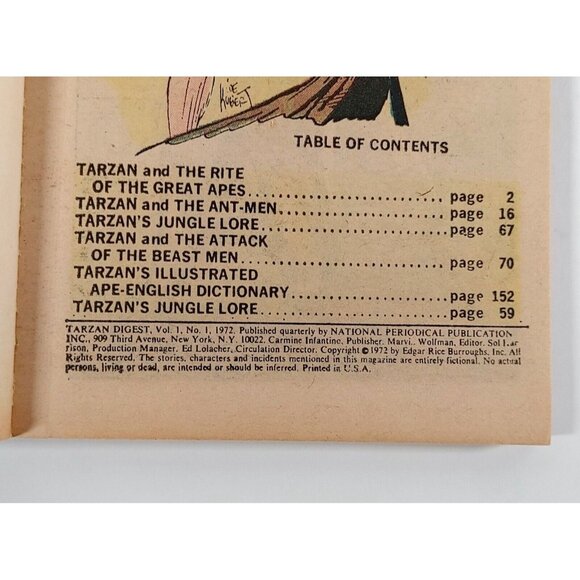 JOE
KUBERT
TABLE OF CONTENTS
TARZAN and THE RITE
OF THE GREAT APES.......................... page 2
TARZAN and THE ANT-MEN...................... page 16
TARZAN'S JUNGLE LORE........................ page 67
TARZAN and THE ATTACK
OF THE BEAST MEN........................... page 70
TARZAN'S ILLUSTRATED
APE-ENGLISH DICTIONARY..................... page 152
TARZAN'S JUNGLE LORE........................ page 59
TARZAN DIGEST, Vol. 1, No. 1, 1972. Published quarterly by NATIONAL PERIODICAL PUBLICATION
INC., 909 Third Avenue, New York, N.Y. 10022. Carmine Infantino, Publisher. Marv Wolfman, Editor. Sol
rison, Production Manager. Ed Lolacher, Circulation Director. Copyright © 1972 by Edgar Rice Burroughs, Inc. All
Rights Reserved. The stories, characters and incidents mentioned in this magazine are entirely fictional. No actual
persons, living or dead, are intended or should be inferred. Printed in U.S.A.